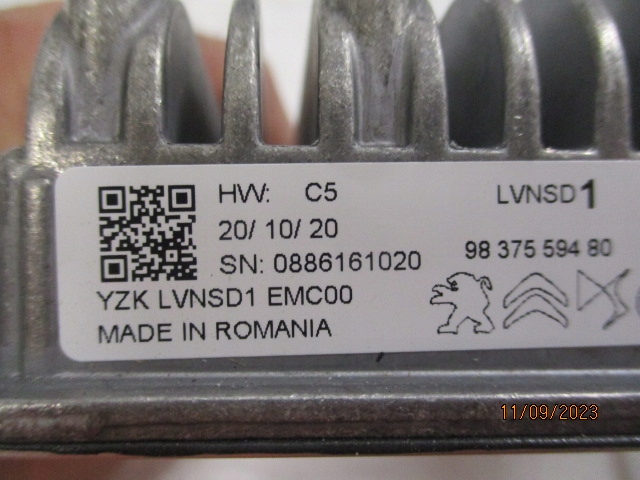 HW: C5
LVNSD1
20/ 10/ 20
98 375 594 80
SN: 0886161020
YZK LVNSD1 EMC00
MADE IN ROMANIA
11/09/2023